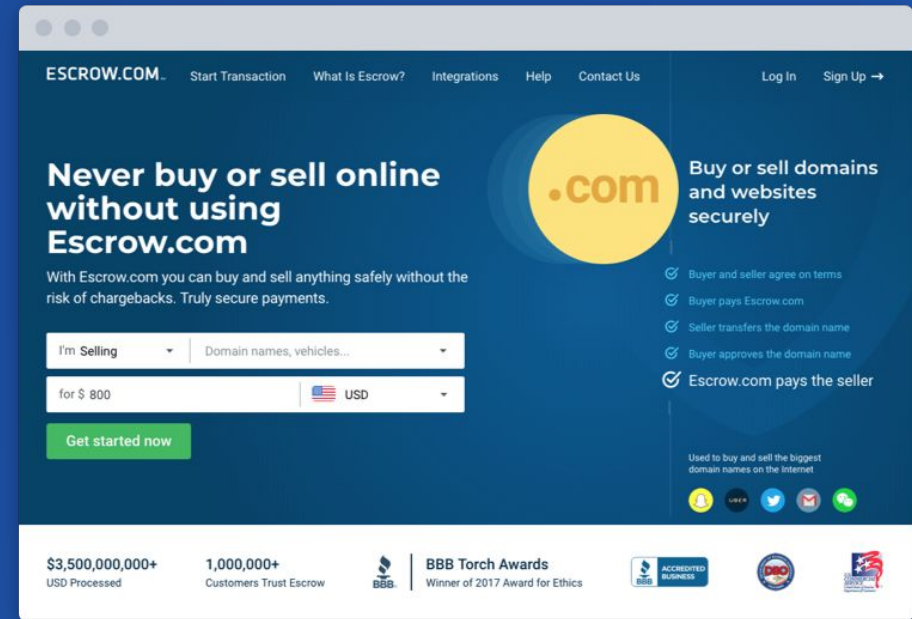 ESCROW.COM
Start Transaction
What Is Escrow?
Integrations
Help
Contact Us
Log In
Sign Up →
Never buy or sell online
without using
Escrow.com
With Escrow.com you can buy and sell anything safely without the
risk of chargebacks. Truly secure payments.
I'm Selling
Domain names, vehicles...
for $ 800
USD
Get started now
.com
Buy or sell domains
and websites
securely
Buyer and seller agree on terms
Buyer pays Escrow.com
Seller transfers the domain name
Buyer approves the domain name
Escrow.com pays the seller
Used to buy and sell the biggest
domain names on the Internet
UBER
$3,500,000,000+
USD Processed
1,000,000+
Customers Trust Escrow
BBB.
BBB Torch Awards
Winner of 2017 Award for Ethics
BBB
ACCREDITED
BUSINESS
DBO